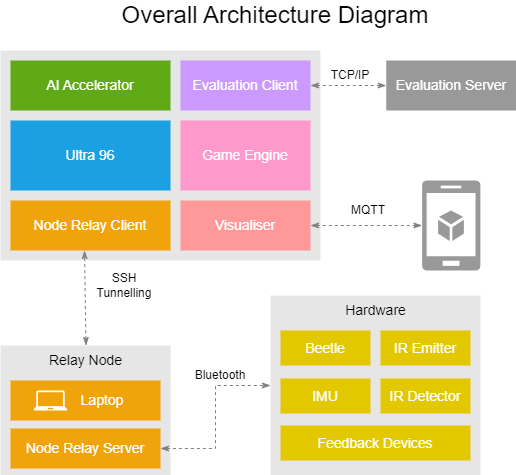 Overall Architecture Diagram
AI Accelerator
Evaluation Client
TCP/IP
Evaluation Server
Ultra 96
Game Engine
Node Relay Client
Visualiser
MQTT
SSH
Tunnelling
Relay Node
Laptop
Node Relay Server
Bluetooth
Hardware
Beetle
IR Emitter
IMU
IR Detector
Feedback Devices